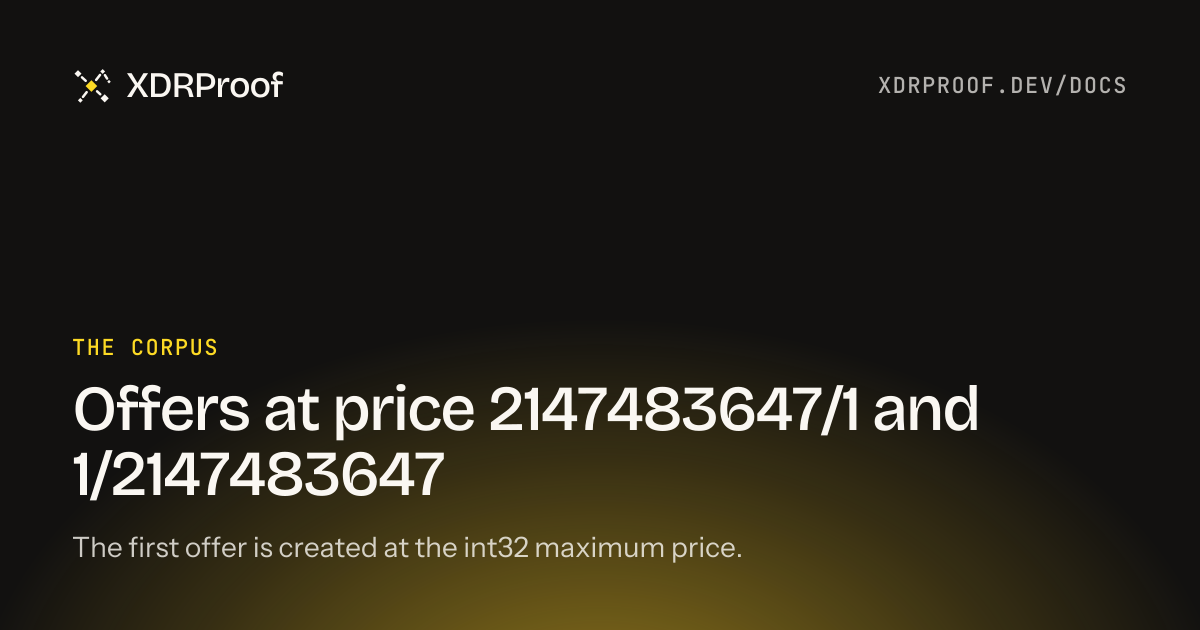 XDRProof
XDRPROOF.DEV/DOCS
THE CORPUS
Offers at price 2147483647/1 and
1/2147483647
The first offer is created at the int32 maximum price.